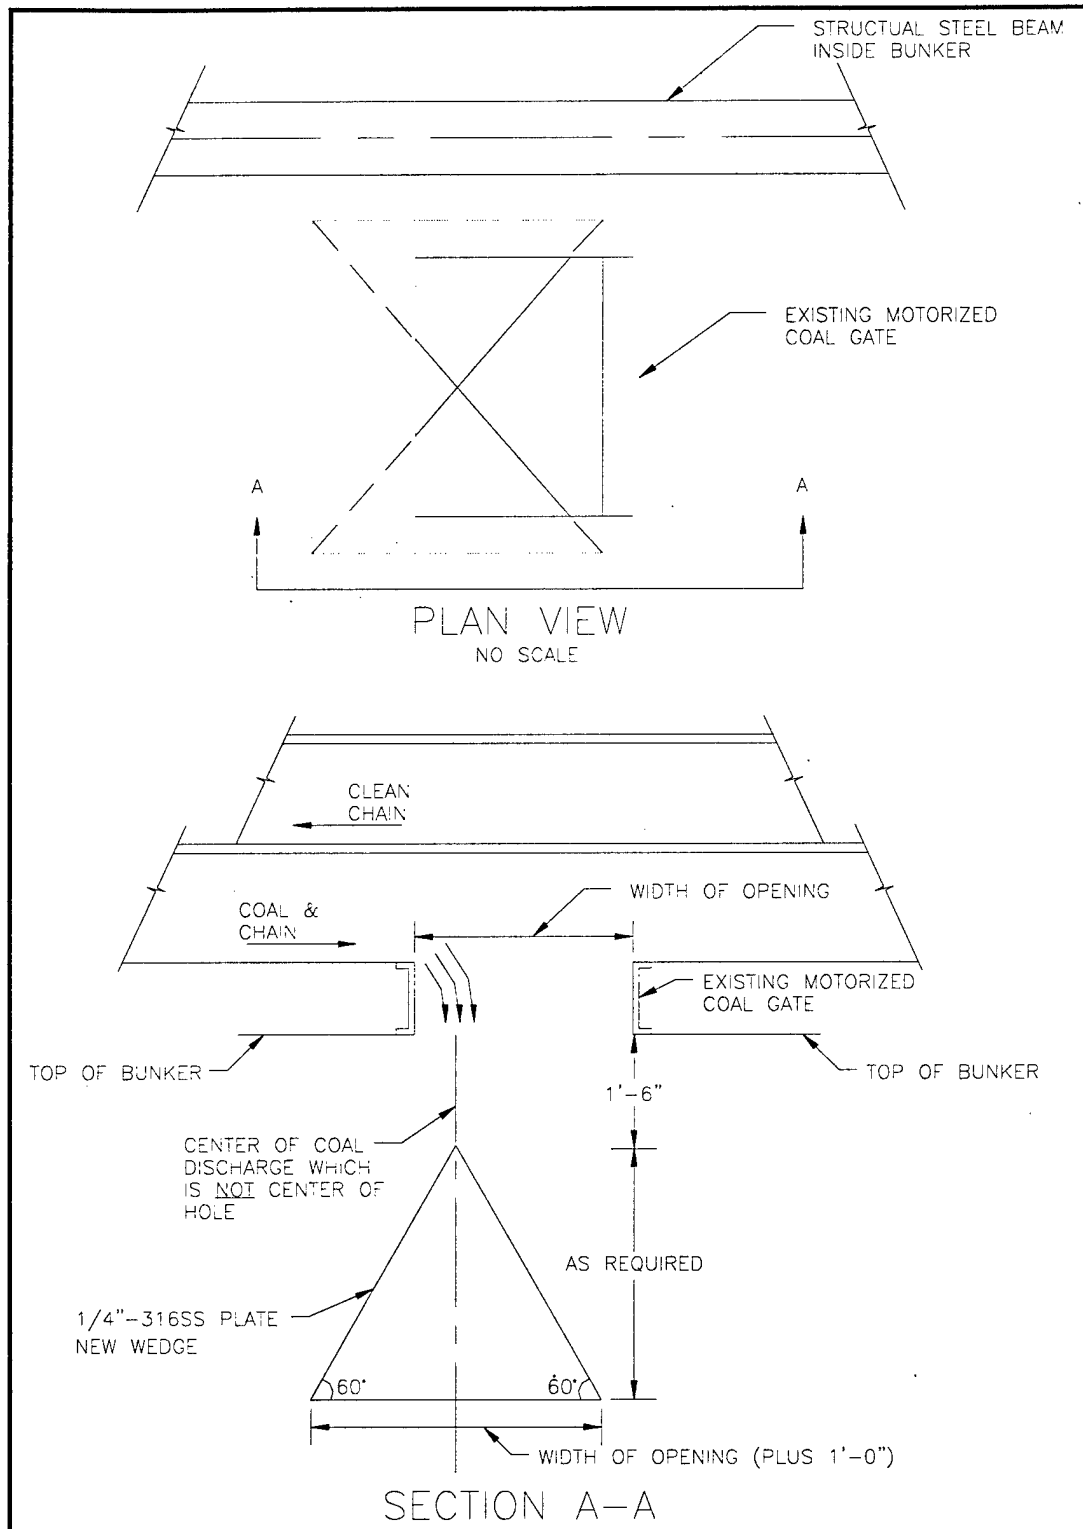 STRUCTUAL STEEL BEAM
INSIDE BUNKER
EXISTING MOTORIZED
COAL GATE
A
A
PLAN VIEW
NO SCALE
CLEAN
CHAIN
WIDTH OF OPENING
COAL &
CHAIN
EXISTING MOTORIZED
COAL GATE
TOP OF BUNKER
TOP OF BUNKER
1'-6"
CENTER OF COAL
DISCHARGE WHICH
IS NOT CENTER OF
HOLE
AS REQUIRED
1/4"-316SS PLATE
NEW WEDGE
60°
60°
WIDTH OF OPENING (PLUS 1'-0")
SECTION A-A